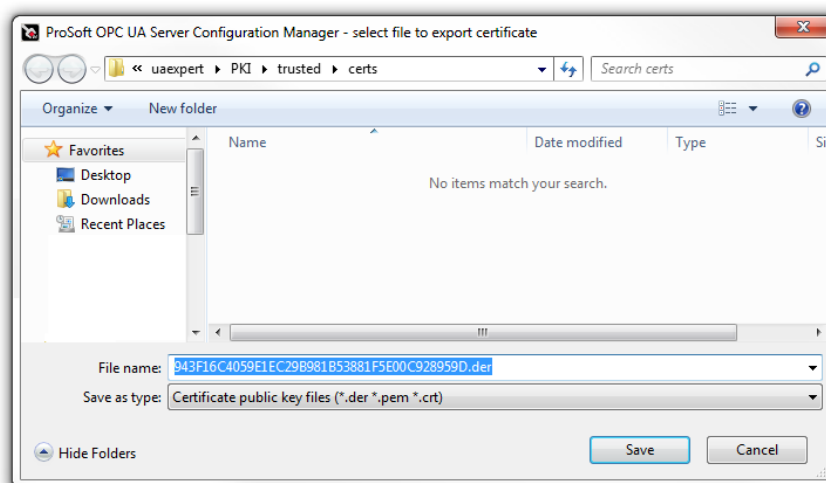 ProSoft OPC UA Server Configuration Manager - select file to export certificate
« uaexpert ▸ PKI ▸ trusted ▸ certs
Search certs
Organize
New folder
Favorites
Desktop
Downloads
Recent Places
Name
Date modified
Type
Si
No items match your search.
File name: 943F16C4059E1EC29B981B53881F5E00C928959D.der
Save as type: Certificate public key files (*.der *.pem *.crt)
Hide Folders
Save
Cancel